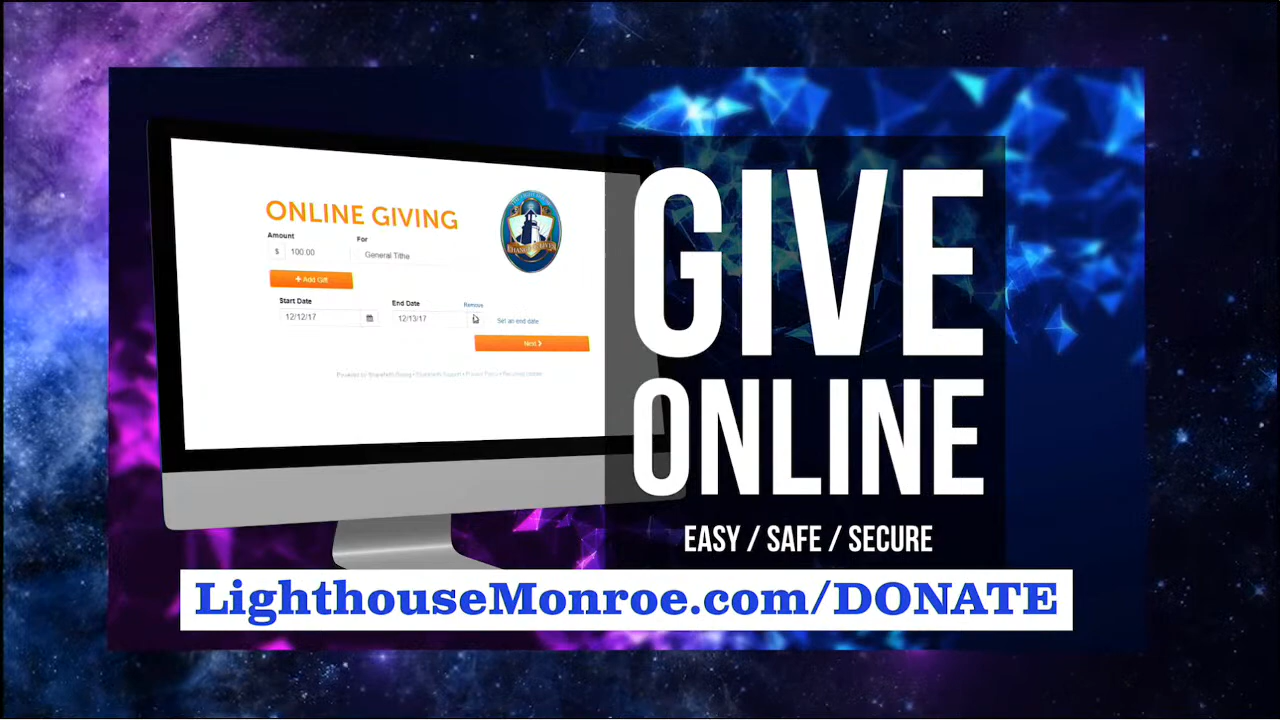 GIVE
ONLINE
EASY / SAFE / SECURE
LighthouseMonroe.com/DONATE
ONLINE GIVING
Amount
For
$ 100.00
General Tithe
+ Add Gift
Start Date
End Date
Remove
12/12/17
12/13/17
Set an end date
Next